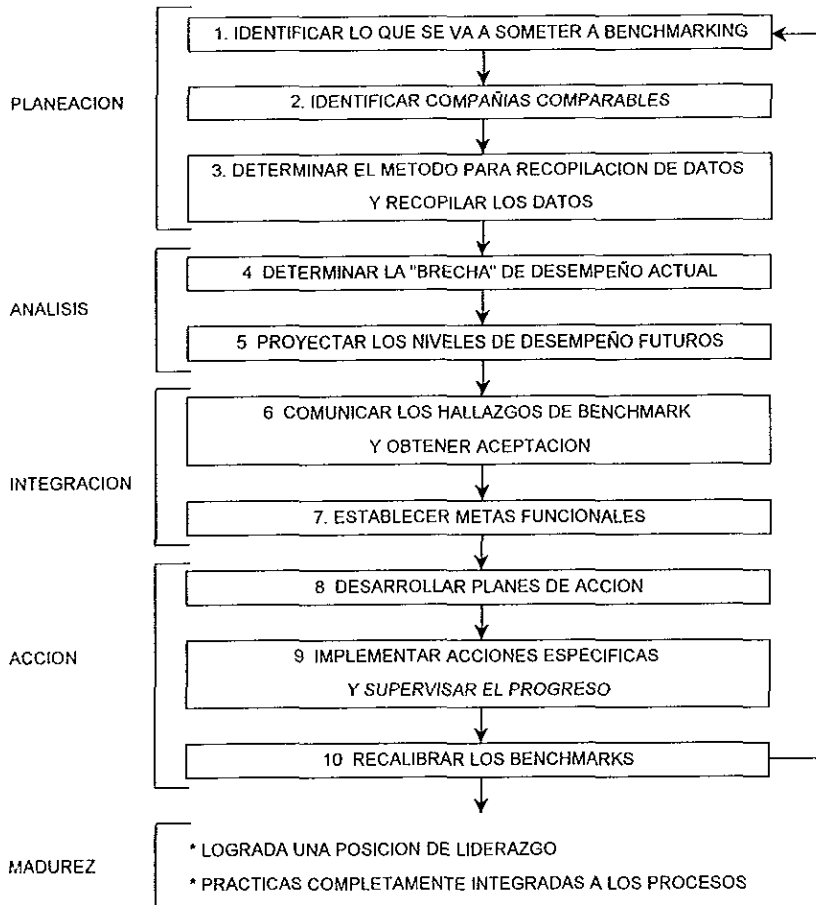 PLANEACION
1. IDENTIFICAR LO QUE SE VA A SOMETER A BENCHMARKING
2. IDENTIFICAR COMPAÑIAS COMPARABLES
3. DETERMINAR EL METODO PARA RECOPILACION DE DATOS
Y RECOPILAR LOS DATOS
ANALISIS
4 DETERMINAR LA "BRECHA" DE DESEMPEÑO ACTUAL
5 PROYECTAR LOS NIVELES DE DESEMPEÑO FUTUROS
INTEGRACION
6 COMUNICAR LOS HALLAZGOS DE BENCHMARK
Y OBTENER ACEPTACION
7. ESTABLECER METAS FUNCIONALES
ACCION
8 DESARROLLAR PLANES DE ACCION
9 IMPLEMENTAR ACCIONES ESPECIFICAS
Y SUPERVISAR EL PROGRESO
10 RECALIBRAR LOS BENCHMARKS
MADUREZ
* LOGRADA UNA POSICION DE LIDERAZGO
* PRACTICAS COMPLETAMENTE INTEGRADAS A LOS PROCESOS